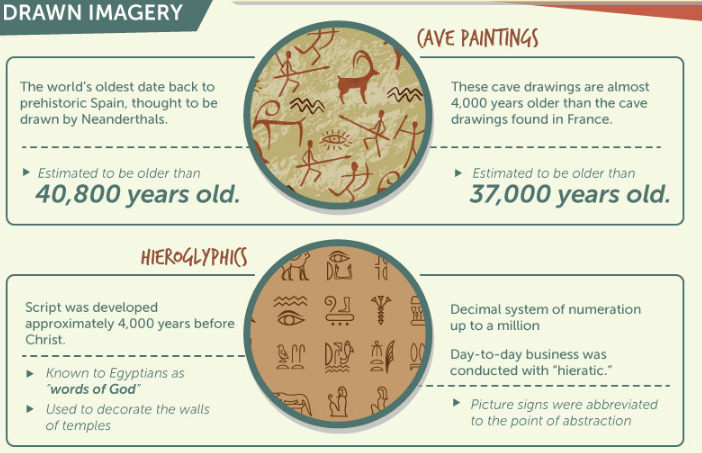 DRAWN IMAGERY
CAVE PAINTINGS
The world's oldest date back to
prehistoric Spain, thought to be
drawn by Neanderthals.
Estimated to be older than
40,800 years old.
These cave drawings are almost
4,000 years older than the cave
drawings found in France.
Estimated to be older than
37,000 years old.
HIEROGLYPHICS
Script was developed
approximately 4,000 years before
Christ.
Known to Egyptians as
"words of God"
Used to decorate the walls
of temples
Decimal system of numeration
up to a million
Day-to-day business was
conducted with "hieratic."
Picture signs were abbreviated
to the point of abstraction